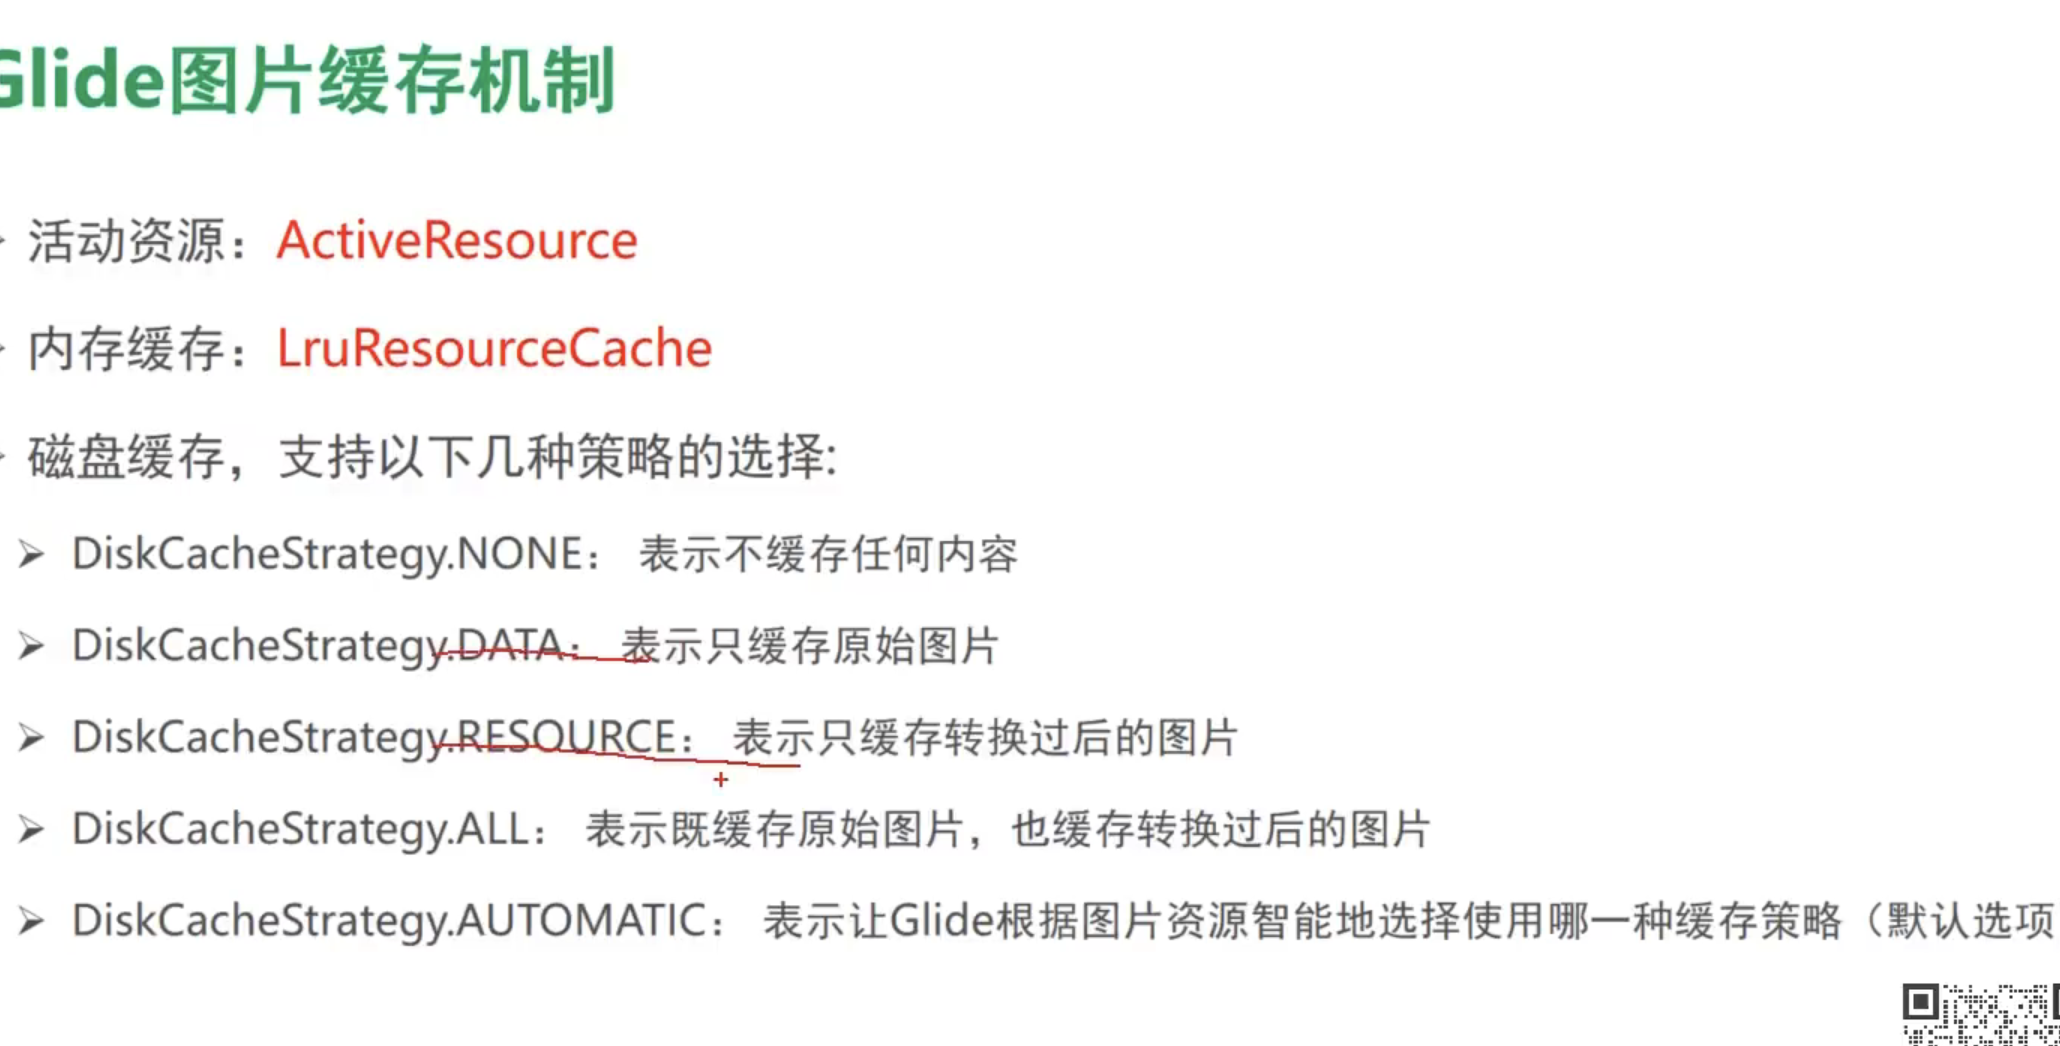 Glide图片缓存机制
活动资源：ActiveResource
内存缓存：LruResourceCache
磁盘缓存，支持以下几种策略的选择:
DiskCacheStrategy.NONE： 表示不缓存任何内容
DiskCacheStrategy.DATA： 表示只缓存原始图片
DiskCacheStrategy.RESOURCE： 表示只缓存转换过后的图片
DiskCacheStrategy.ALL： 表示既缓存原始图片，也缓存转换过后的图片
DiskCacheStrategy.AUTOMATIC： 表示让Glide根据图片资源智能地选择使用哪一种缓存策略（默认选项